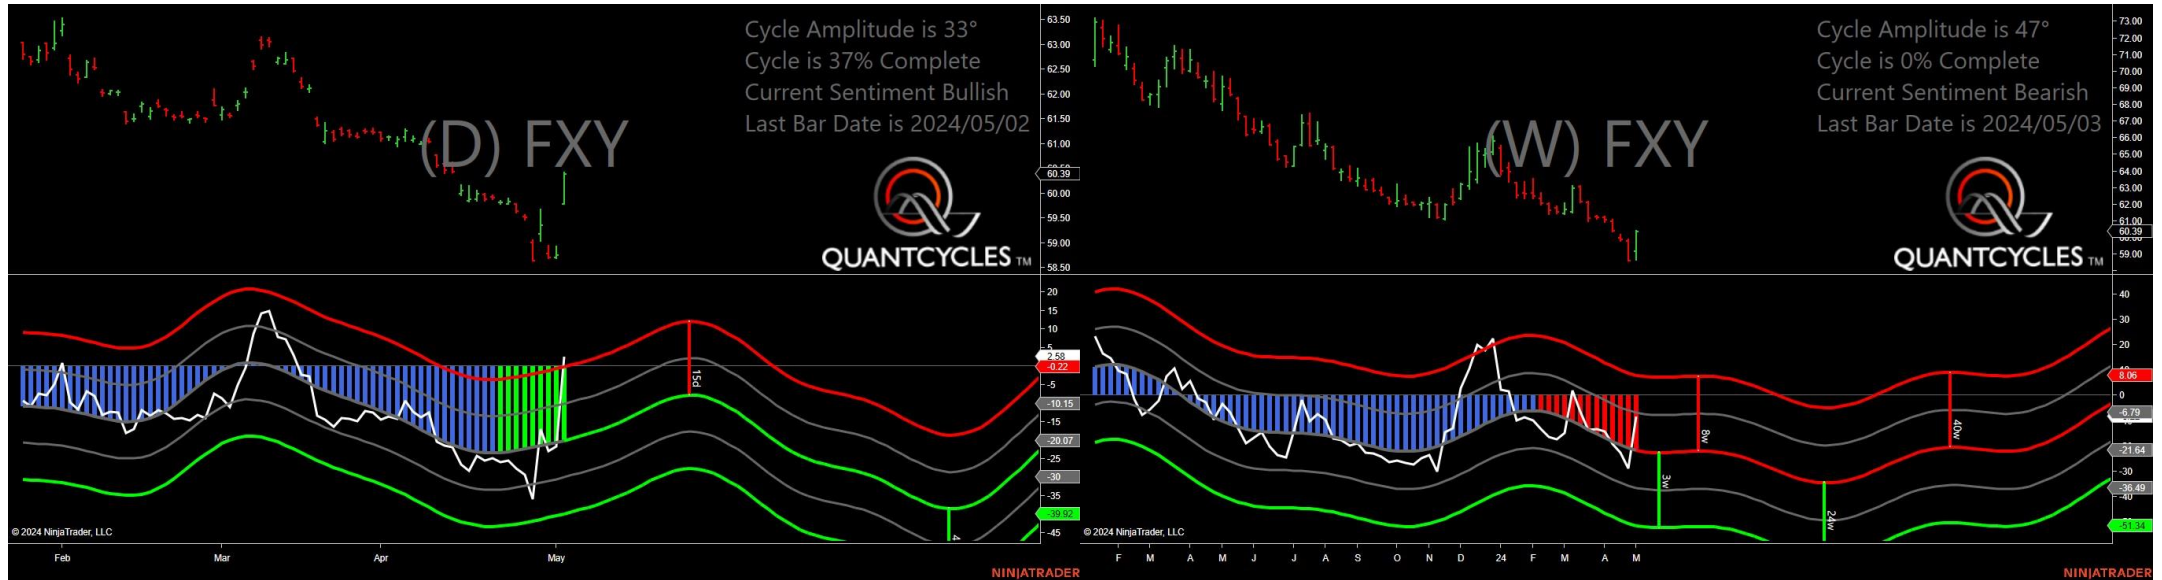 Cycle Amplitude is 33°
Cycle is 37% Complete
Current Sentiment Bullish
Last Bar Date is 2024/05/02
(D) FXY
QUANTCYCLES TM
63.50
63.00
62.50
62.00
61.50
61.00
60.39
60.00
59.50
59.00
58.50
20
15
10
5
2.58
-0.22
-5
-10.15
-15
-20.07
-25
-30
-35
-39.92
-45
15d
4
© 2024 NinjaTrader, LLC
Feb Mar Apr May
NINJATRADER
Cycle Amplitude is 47°
Cycle is 0% Complete
Current Sentiment Bearish
Last Bar Date is 2024/05/03
(W) FXY
QUANTCYCLES TM
73.00
72.00
71.00
70.00
69.00
68.00
67.00
66.00
65.00
64.00
63.00
62.00
61.00
60.39
59.00
40
30
20
8.06
0
-6.79
-21.64
-30
-36.49
-40
-51.34
8w
3w
24w
40w
© 2024 NinjaTrader, LLC
F M A M J J A S O N D 24 F M A M
NINJATRADER